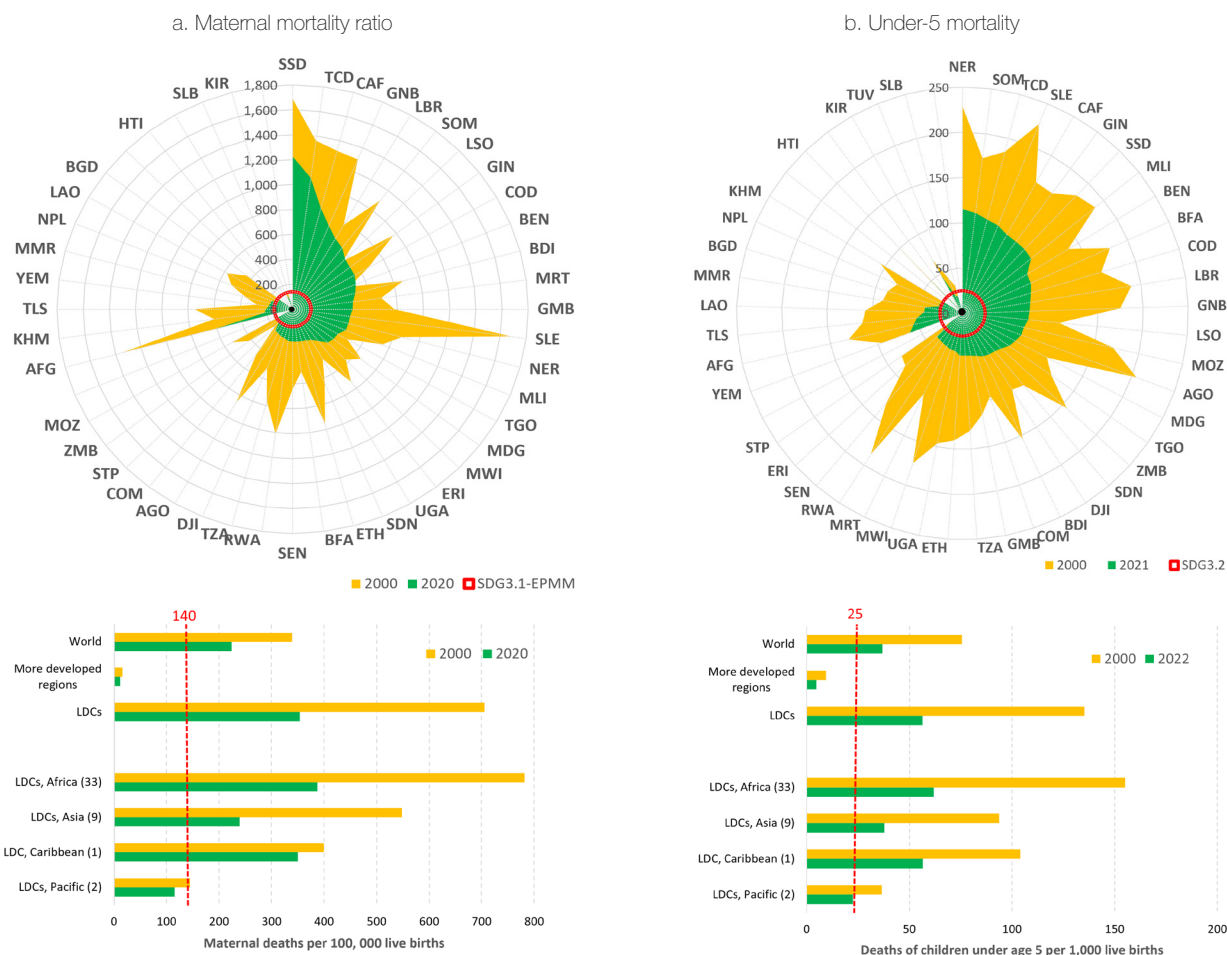 a. Maternal mortality ratio
SSD
TCD
CAF
GNB
LBR
SOM
LSO
GIN
COD
BEN
BDI
MRT
GMB
SLE
NER
MLI
TGO
MDG
MWI
ERI
UGA
SDN
ETH
BFA
SEN
RWA
TZA
DJI
AGO
COM
STP
ZMB
MOZ
AFG
KHM
TLS
YEM
MMR
NPL
LAO
BGD
HTI
SLB
KIR
1,800
1,600
1,400
1,200
1,000
800
600
400
200
2000 2020 SDG3.1-EPMM
140
World
More developed
regions
LDCs
LDCs, Africa (33)
LDCs, Asia (9)
LDC, Caribbean (1)
LDCs, Pacific (2)
2000 2020
0 100 200 300 400 500 600 700 800
Maternal deaths per 100, 000 live births
b. Under-5 mortality
NER
SOM
TCD
SLE
CAF
GIN
SSD
MLI
BEN
BFA
COD
LBR
GNB
LSO
MOZ
AGO
MDG
TGO
ZMB
SDN
DJI
BDI
COM
GMB
TZA
ETH
UGA
MWI
MRT
RWA
SEN
ERI
STP
YEM
AFG
TLS
LAO
MMR
BGD
NPL
KHM
HTI
KIR
TUV
SLB
250
200
150
100
50
2000 2021 SDG3.2
25
World
More developed
regions
LDCs
LDCs, Africa (33)
LDCs, Asia (9)
LDC, Caribbean (1)
LDCs, Pacific (2)
2000 2022
0 50 100 150 200
Deaths of children under age 5 per 1,000 live births